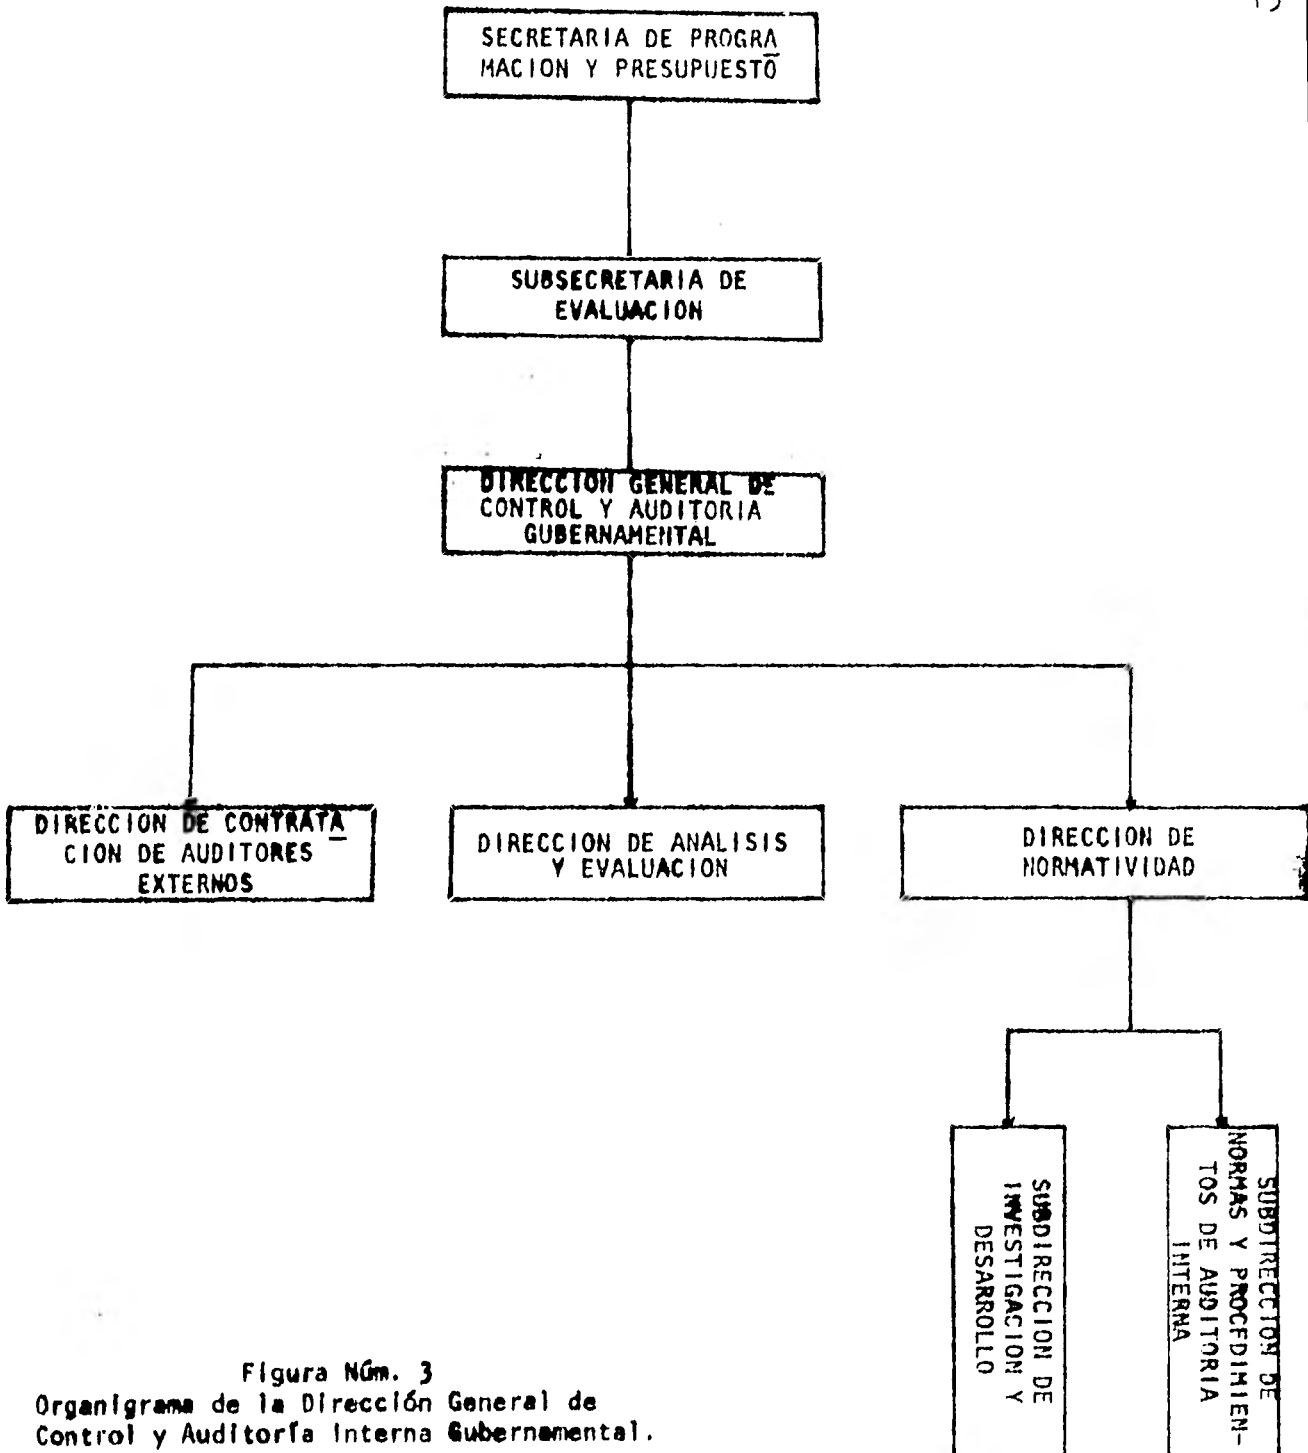 SECRETARIA DE PROGRA
MACION Y PRESUPUESTO
SUBSECRETARIA DE
EVALUACION
DIRECCION GENERAL DE
CONTROL Y AUDITORIA
GUBERNAMENTAL
DIRECCION DE CONTRATA
CION DE AUDITORES
EXTERNOS
DIRECCION DE ANALISIS
Y EVALUACION
DIRECCION DE
NORMATIVIDAD
SUBDIRECCION DE
INVESTIGACION Y
DESARROLLO
SUBDIRECCION DE
NORMAS Y PROCEDIMIEN-
TOS DE AUDITORIA
INTERNA
Figura Núm. 3
Organigrama de la Dirección General de
Control y Auditoría Interna Gubernamental.